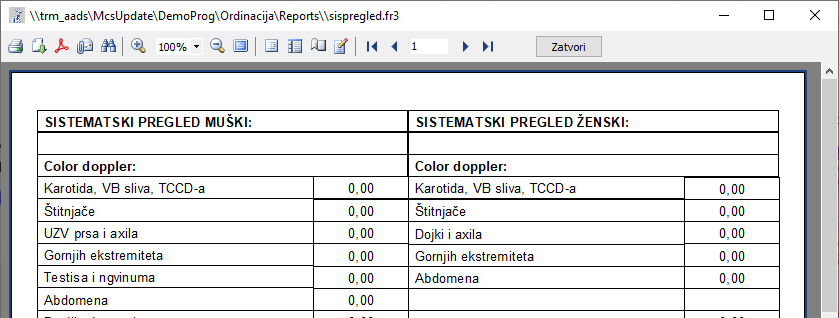 \\trm_aads\McsUpdate\DemoProg\Ordinacija\Reports\\sispregled.fr3
100%
1
Zatvori
SISTEMATSKI PREGLED MUŠKI: SISTEMATSKI PREGLED ŽENSKI:
Color doppler: Color doppler:
Karotida, VB sliva, TCCD-a 0,00 Karotida, VB sliva, TCCD-a 0,00
Štitnjače 0,00 Štitnjače 0,00
UZV prsa i axila 0,00 Dojki i axila 0,00
Gornjih ekstremiteta 0,00 Gornjih ekstremiteta 0,00
Testisa i ngvinuma 0,00 Abdomena 0,00
Abdomena 0,00